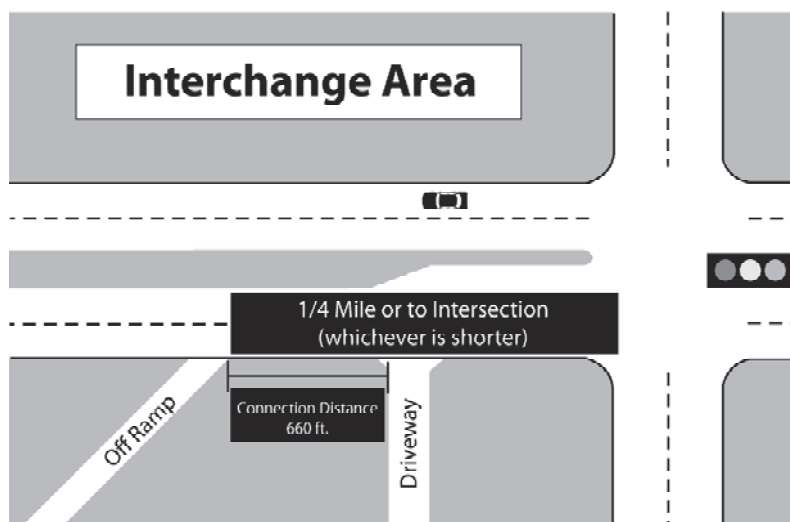 Interchange Area
1/4 Mile or to Intersection
(whichever is shorter)
Connection Distance
660 ft.
Off Ramp
Driveway